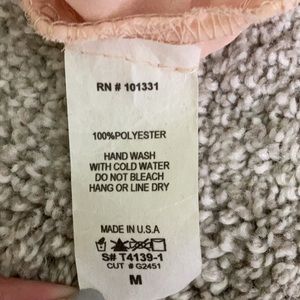 RN # 101331
100%POLYESTER
HAND WASH
WITH COLD WATER
DO NOT BLEACH
HANG OR LINE DRY
MADE IN U.S.A
S# T4139-1
CUT # G2451
M